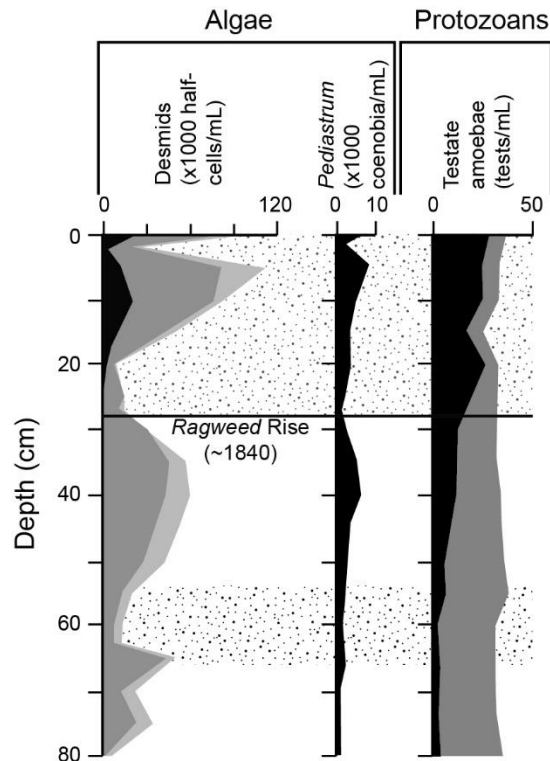 Algae
Protozoans
Desmids
(x1000 half-
cells/mL)
Pediastrum
(x1000
coenobia/mL)
Testate
amoebae
(tests/mL)
0
120
0
10
0
50
0
20
40
60
80
Depth (cm)
Ragweed Rise
(~1840)